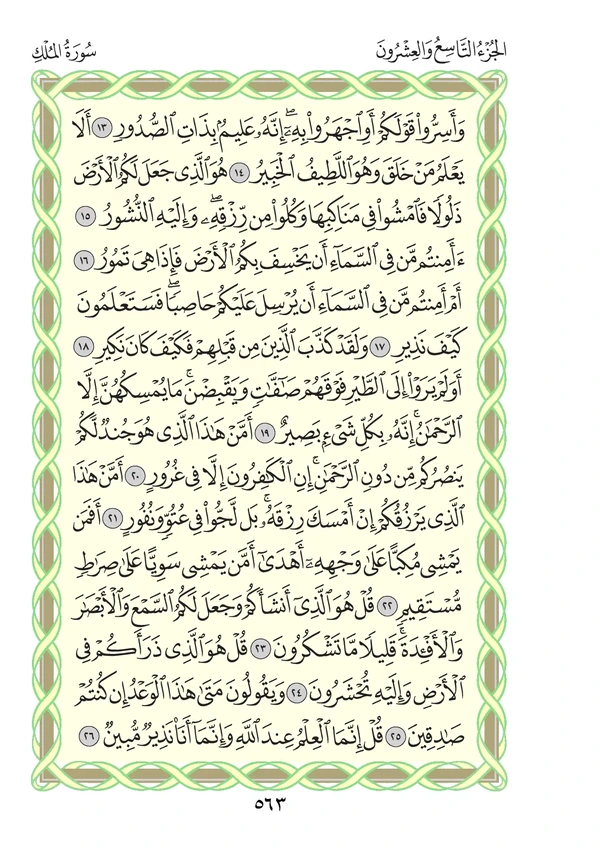 الجُزْءُ التَّاسِعُ وَالعِشْرُونَ
سُورَةُ المُلْكِ
وَأَسِرُّوا۟ قَوْلَكُمْ أَوِ ٱجْهَرُوا۟ بِهِۦٓ ۖ إِنَّهُۥ عَلِيمٌۢ بِذَاتِ ٱلصُّدُورِ ١٣ أَلَا
يَعْلَمُ مَنْ خَلَقَ وَهُوَ ٱللَّطِيفُ ٱلْخَبِيرُ ١٤ هُوَ ٱلَّذِى جَعَلَ لَكُمُ ٱلْأَرْضَ
ذَلُولًا فَٱمْشُوا۟ فِى مَنَاكِبِهَا وَكُلُوا۟ مِن رِّزْقِهِۦ ۖ وَإِلَيْهِ ٱلنُّشُورُ ١٥
ءَأَمِنتُم مَّن فِى ٱلسَّمَآءِ أَن يَخْسِفَ بِكُمُ ٱلْأَرْضَ فَإِذَا هِىَ تَمُورُ ١٦
أَمْ أَمِنتُم مَّن فِى ٱلسَّمَآءِ أَن يُرْسِلَ عَلَيْكُمْ حَاصِبًا ۖ فَسَتَعْلَمُونَ
كَيْفَ نَذِيرِ ١٧ وَلَقَدْ كَذَّبَ ٱلَّذِينَ مِن قَبْلِهِمْ فَكَيْفَ كَانَ نَكِيرِ ١٨
أَوَلَمْ يَرَوْا۟ إِلَى ٱلطَّيْرِ فَوْقَهُمْ صَـٰٓفَّـٰتٍ وَيَقْبِضْنَ ۚ مَا يُمْسِكُهُنَّ إِلَّا
ٱلرَّحْمَـٰنُ ۚ إِنَّهُۥ بِكُلِّ شَىْءٍۭ بَصِيرٌ ١٩ أَمَّنْ هَـٰذَا ٱلَّذِى هُوَ جُندٌ لَّكُمْ
يَنصُرُكُم مِّن دُونِ ٱلرَّحْمَـٰنِ ۚ إِنِ ٱلْكَـٰفِرُونَ إِلَّا فِى غُرُورٍ ٢٠ أَمَّنْ هَـٰذَا
ٱلَّذِى يَرْزُقُكُمْ إِنْ أَمْسَكَ رِزْقَهُۥ ۚ بَل لَّجُّوا۟ فِى عُتُوٍّ وَنُفُورٍ ٢١ أَفَمَن
يَمْشِى مُكِبًّا عَلَىٰ وَجْهِهِۦٓ أَهْدَىٰٓ أَمَّن يَمْشِى سَوِيًّا عَلَىٰ صِرَٰطٍ
مُّسْتَقِيمٍ ٢٢ قُلْ هُوَ ٱلَّذِىٓ أَنشَأَكُمْ وَجَعَلَ لَكُمُ ٱلسَّمْعَ وَٱلْأَبْصَـٰرَ
وَٱلْأَفْـِٔدَةَ ۖ قَلِيلًا مَّا تَشْكُرُونَ ٢٣ قُلْ هُوَ ٱلَّذِى ذَرَأَكُمْ فِى
ٱلْأَرْضِ وَإِلَيْهِ تُحْشَرُونَ ٢٤ وَيَقُولُونَ مَتَىٰ هَـٰذَا ٱلْوَعْدُ إِن كُنتُمْ
صَـٰدِقِينَ ٢٥ قُلْ إِنَّمَا ٱلْعِلْمُ عِندَ ٱللَّهِ وَإِنَّمَآ أَنَا۠ نَذِيرٌ مُّبِينٌ ٢٦
٥٦٣